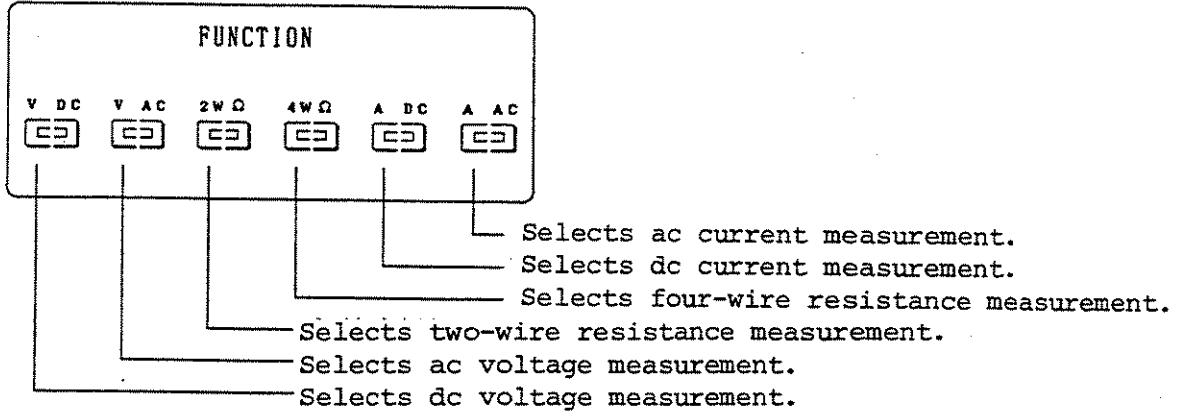 FUNCTION
V DC V AC 2W Ω 4W Ω A DC A AC
Selects ac current measurement.
Selects dc current measurement.
Selects four-wire resistance measurement.
Selects two-wire resistance measurement.
Selects ac voltage measurement.
Selects dc voltage measurement.